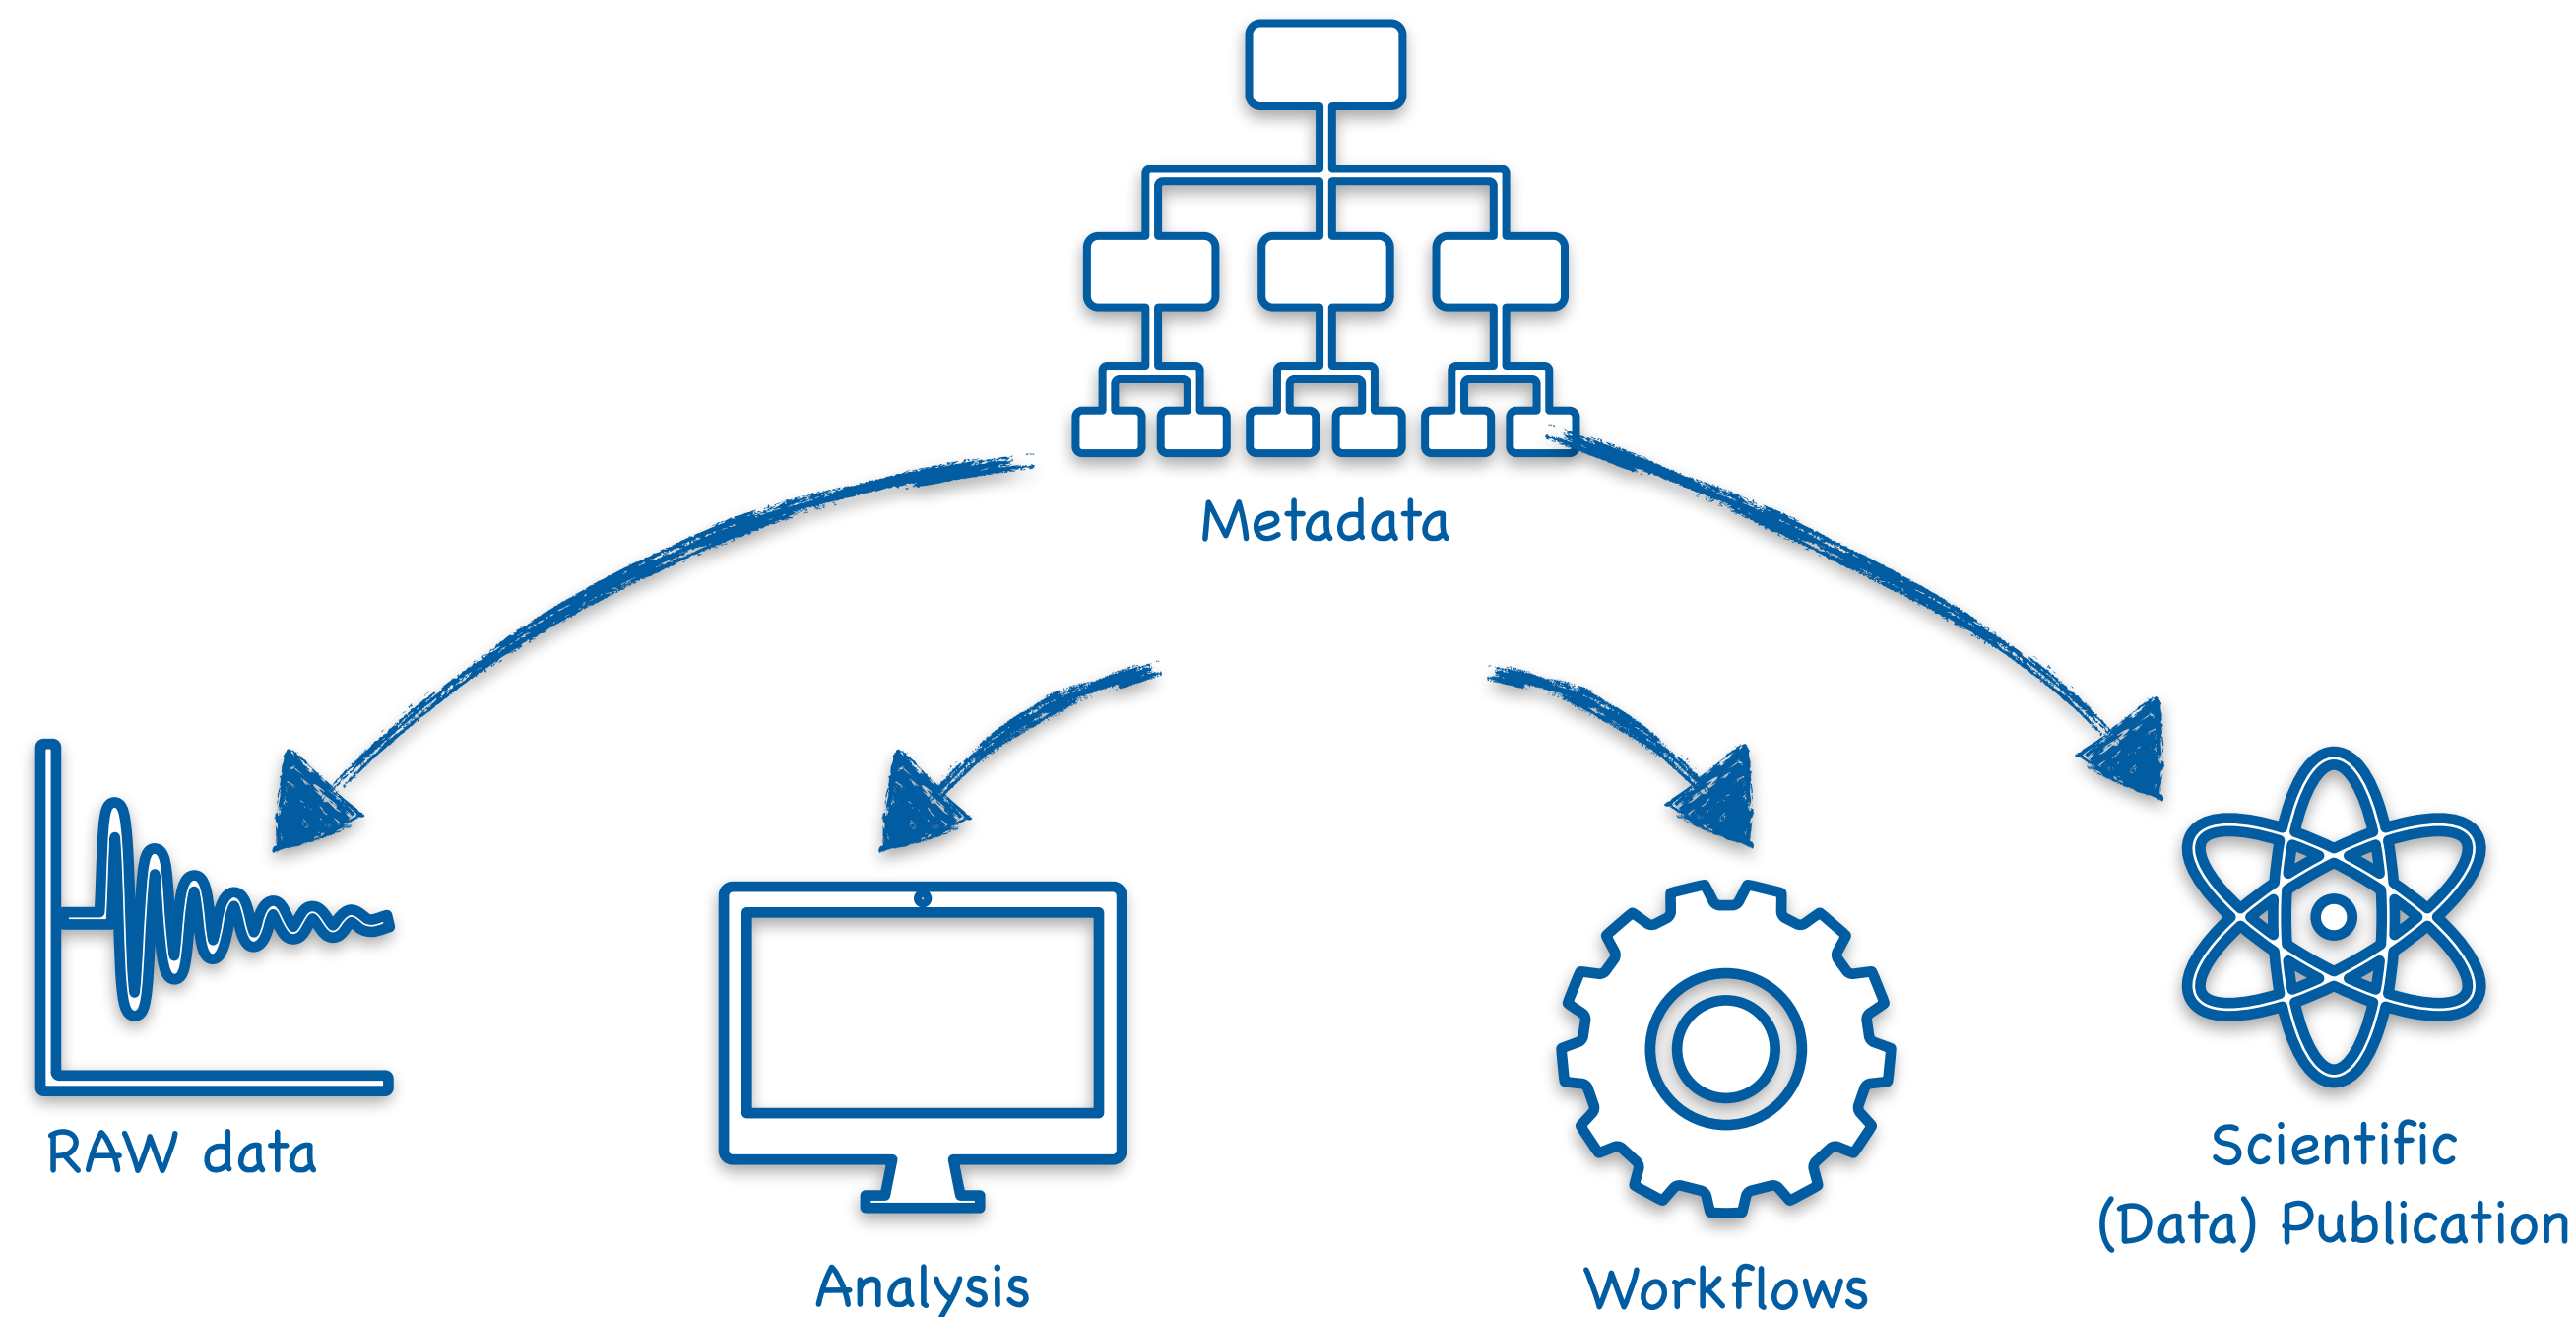 Metadata
RAW data
Analysis
Workflows
Scientific
(Data) Publication